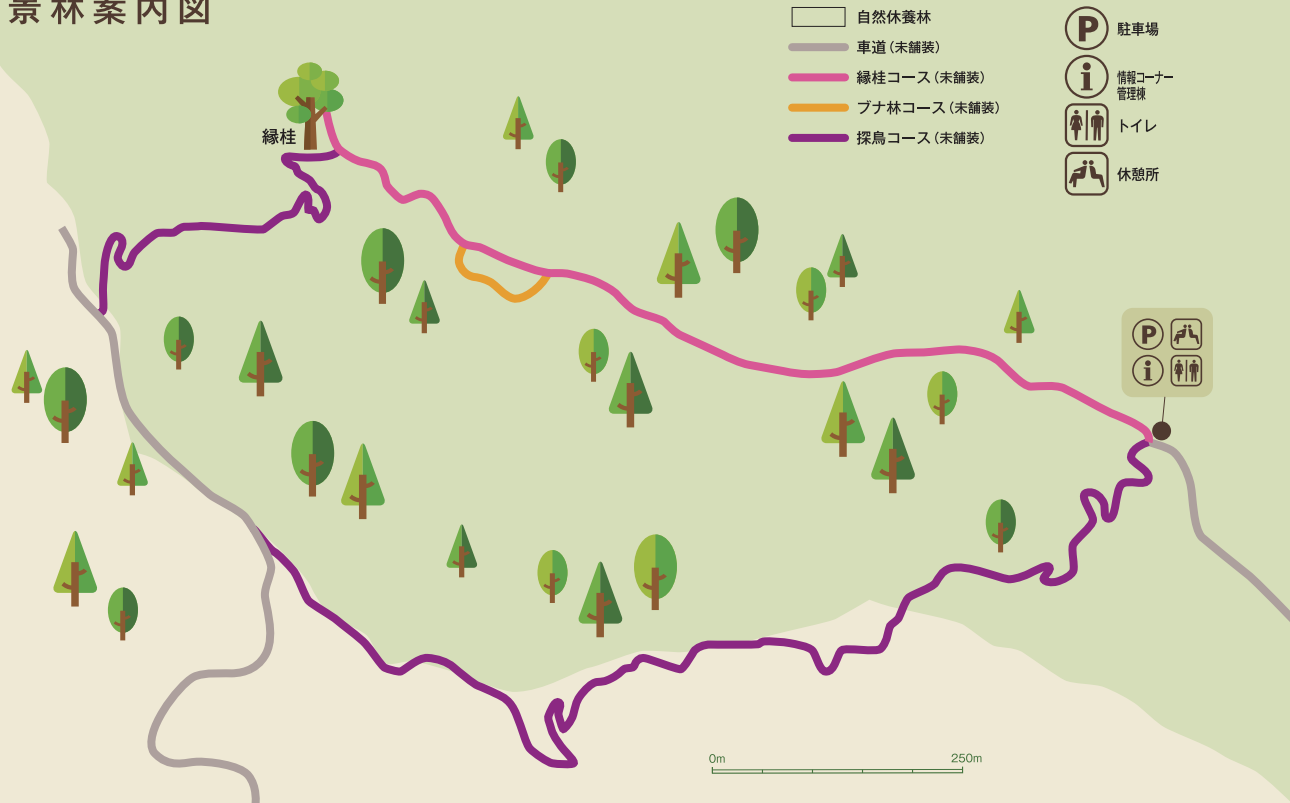 景林案内図
自然休養林
車道（未舗装）
縁桂コース（未舗装）
ブナ林コース（未舗装）
探鳥コース（未舗装）
P
駐車場
i
情報コーナー
管理棟
トイレ
休憩所
縁桂
P
i
0m
250m